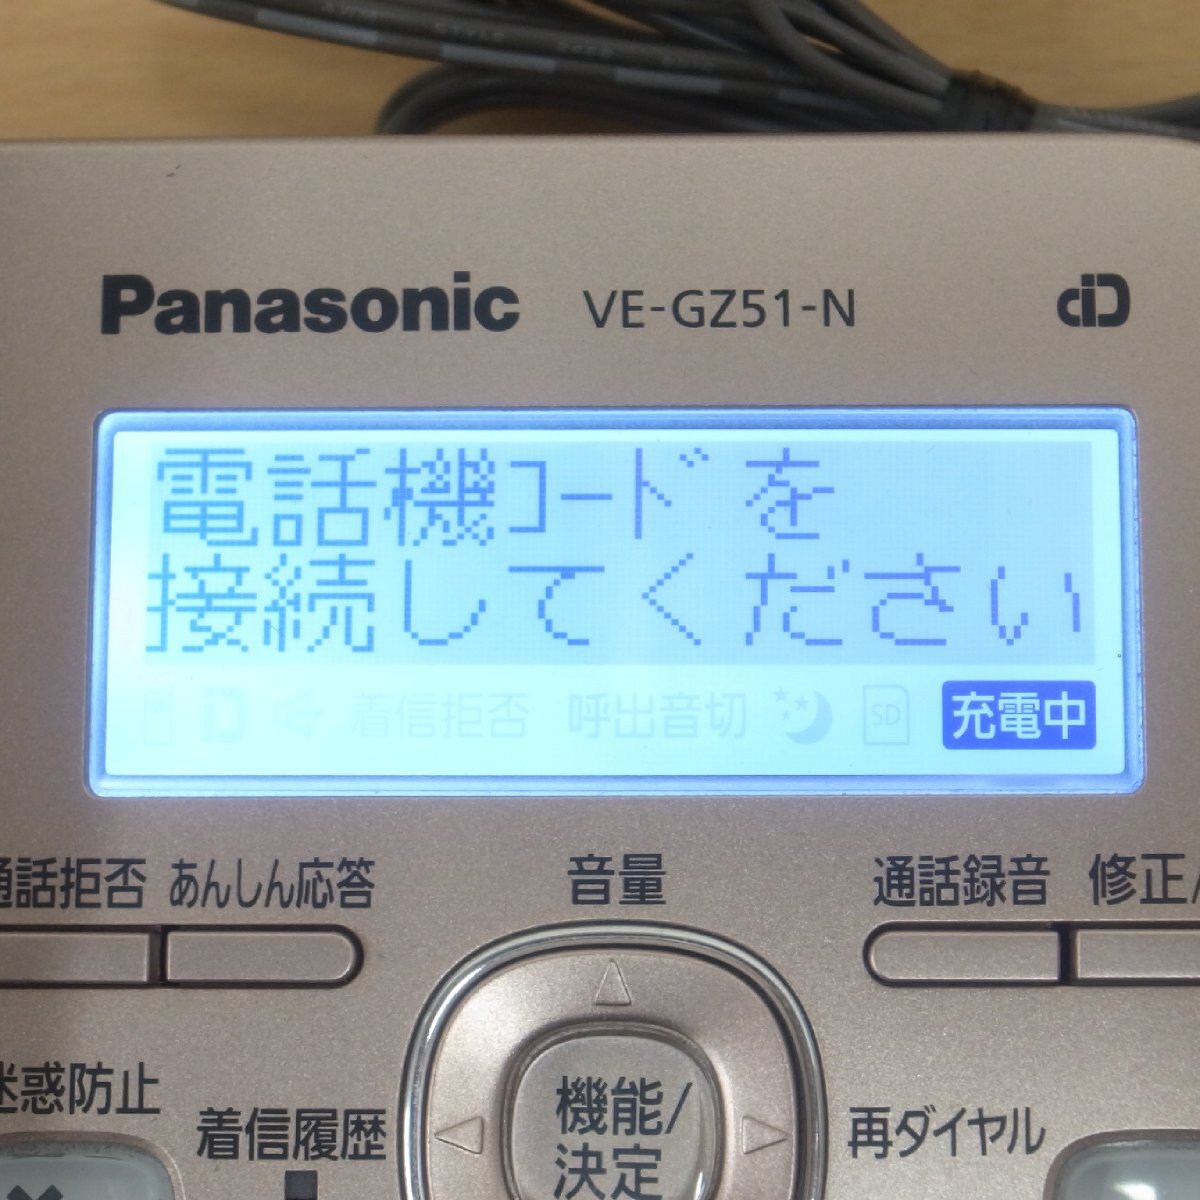 Panasonic VE-GZ51-N
電話機ｺｰﾄﾞを
接続してください
着信拒否 呼出音切 SD 充電中
通話拒否 あんしん応答 音量 通話録音 修正/
迷惑防止 着信履歴 機能/
決定 再ダイヤル